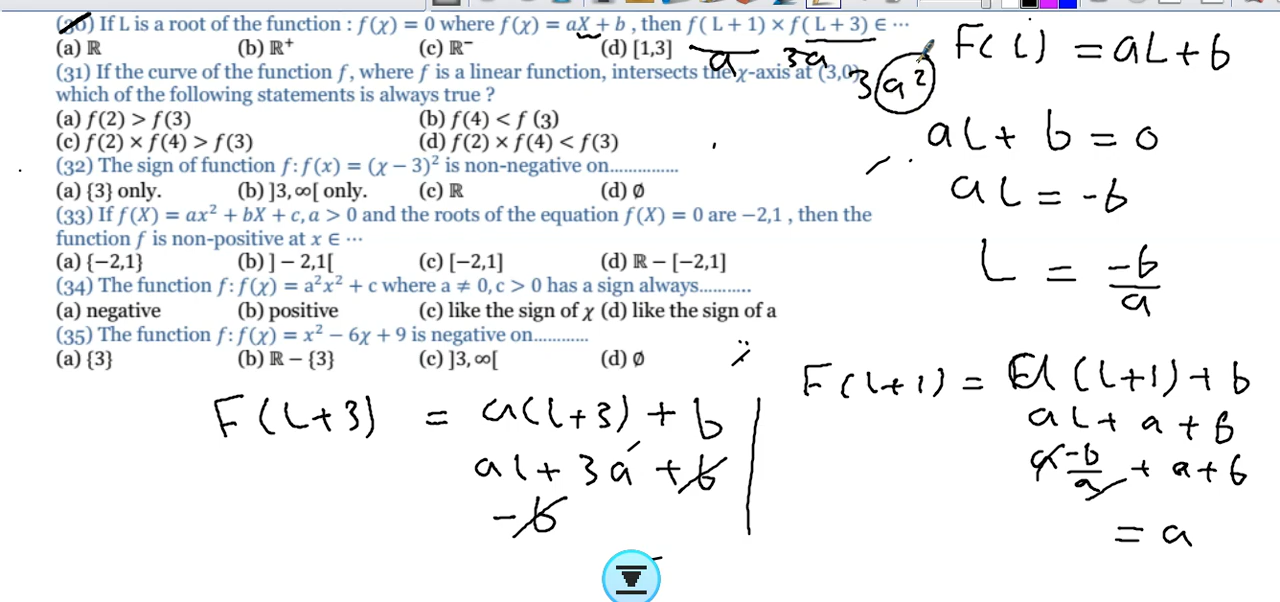 (30) If L is a root of the function : f(χ) = 0 where f(χ) = aX + b , then f( L + 1) × f( L + 3) ∈ ⋯
(a) ℝ (b) ℝ⁺ (c) ℝ⁻ (d) [1,3]
(31) If the curve of the function f, where f is a linear function, intersects the χ-axis at (3,0)
which of the following statements is always true ?
(a) f(2) > f(3) (b) f(4) < f (3)
(c) f(2) × f(4) > f(3) (d) f(2) × f(4) < f(3)
(32) The sign of function f: f(x) = (χ − 3)² is non-negative on...............
(a) {3} only. (b) ]3, ∞[ only. (c) ℝ (d) ∅
(33) If f(X) = ax² + bX + c, a > 0 and the roots of the equation f(X) = 0 are −2,1 , then the
function f is non-positive at x ∈ ⋯
(a) {−2,1} (b) ] − 2,1[ (c) [−2,1] (d) ℝ − [−2,1]
(34) The function f: f(χ) = a²x² + c where a ≠ 0, c > 0 has a sign always...........
(a) negative (b) positive (c) like the sign of χ (d) like the sign of a
(35) The function f: f(χ) = x² − 6χ + 9 is negative on............
(a) {3} (b) ℝ − {3} (c) ]3, ∞[ (d) ∅
a 3a
3 a²
F(L) = aL + b
aL + b = 0
aL = -b
L = -b/a
F(L+1) = a(L+1) + b
aL + a + b
a -b/a + a + b
= a
F(L+3) = a(L+3) + b
aL + 3a + b
-b